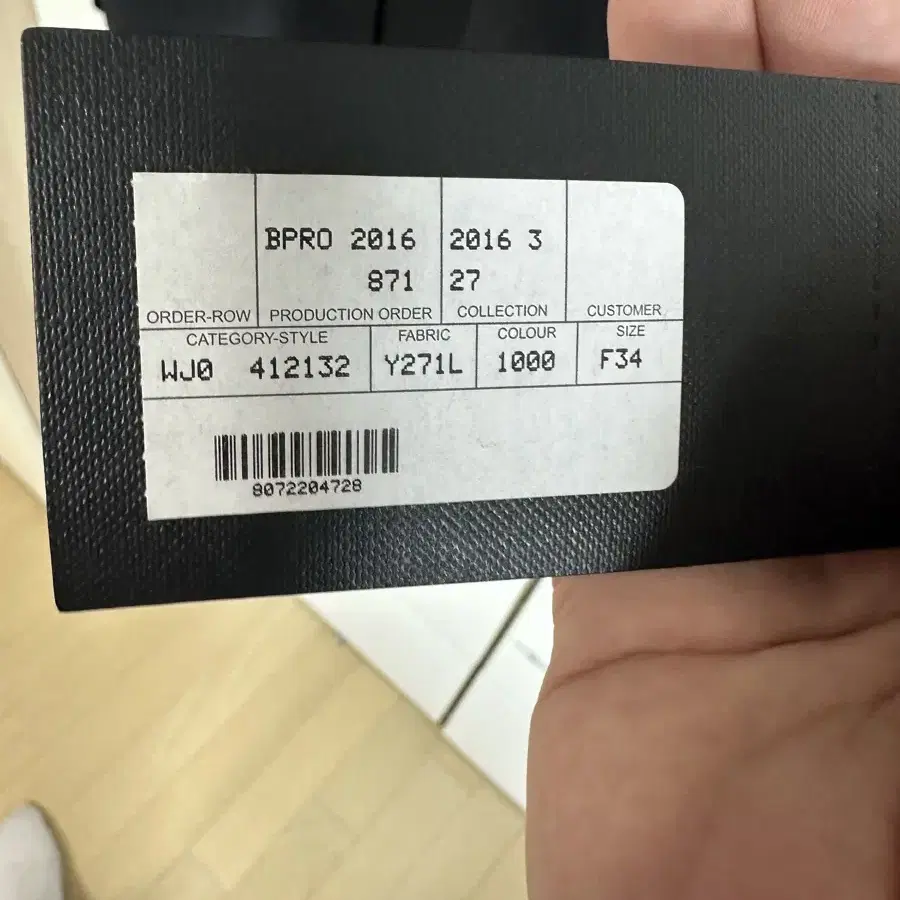 BPRO 2016
871
2016 3
27
ORDER-ROW
PRODUCTION ORDER
COLLECTION
CUSTOMER
CATEGORY-STYLE
FABRIC
COLOUR
SIZE
WJ0 412132
Y271L
1000
F34
8072204728